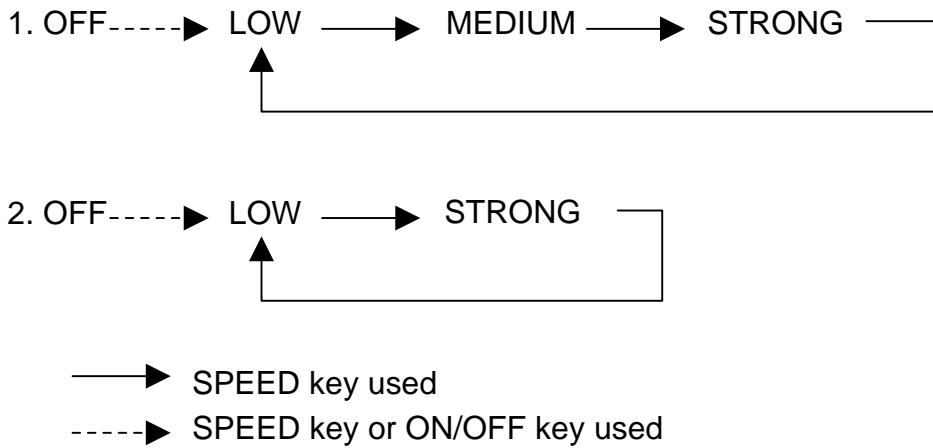 1. OFF LOW MEDIUM STRONG
2. OFF LOW STRONG
SPEED key used
SPEED key or ON/OFF key used